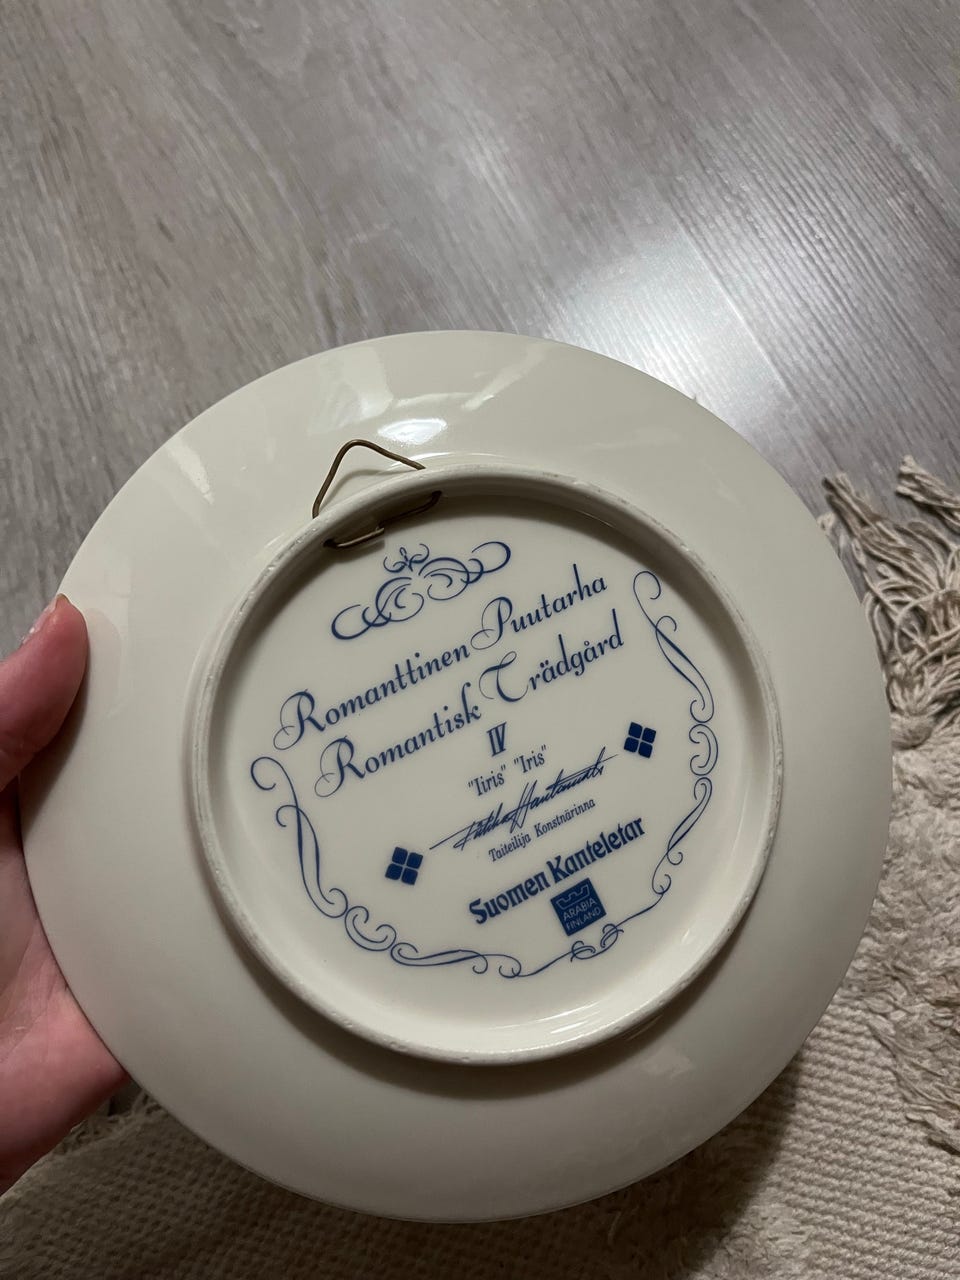 Romanttinen Puutarha
Romantisk Trädgård
IV
"Iiris" "Iris"
Taiteilija Konstnärinna
Suomen Kanteletar
ARABIA
FINLAND